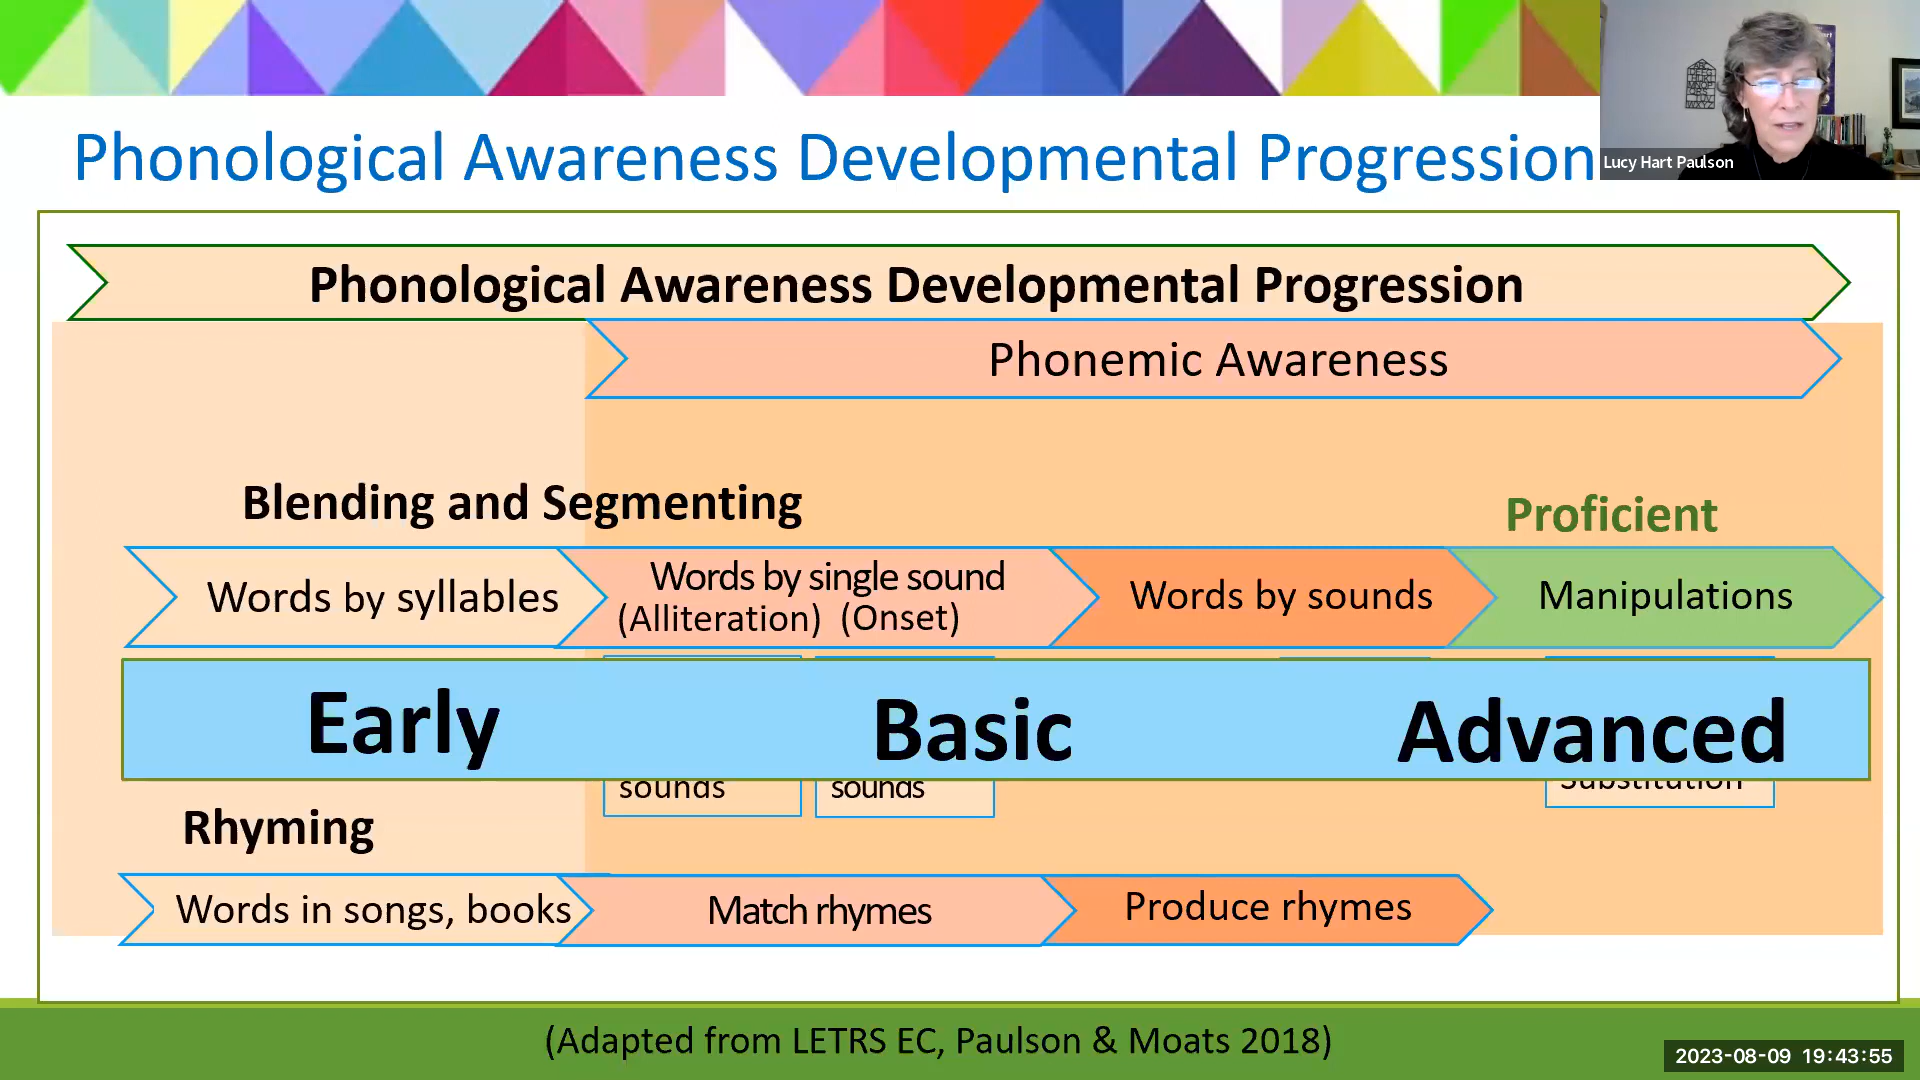 Phonological Awareness Developmental Progression
Lucy Hart Paulson
Phonological Awareness Developmental Progression
Phonemic Awareness
Blending and Segmenting
Proficient
Words by syllables
Words by single sound
(Alliteration) (Onset)
Words by sounds
Manipulations
Early
Basic
Advanced
sounds
sounds
Substitution
Rhyming
Words in songs, books
Match rhymes
Produce rhymes
(Adapted from LETRS EC, Paulson & Moats 2018)
2023-08-09 19:43:55